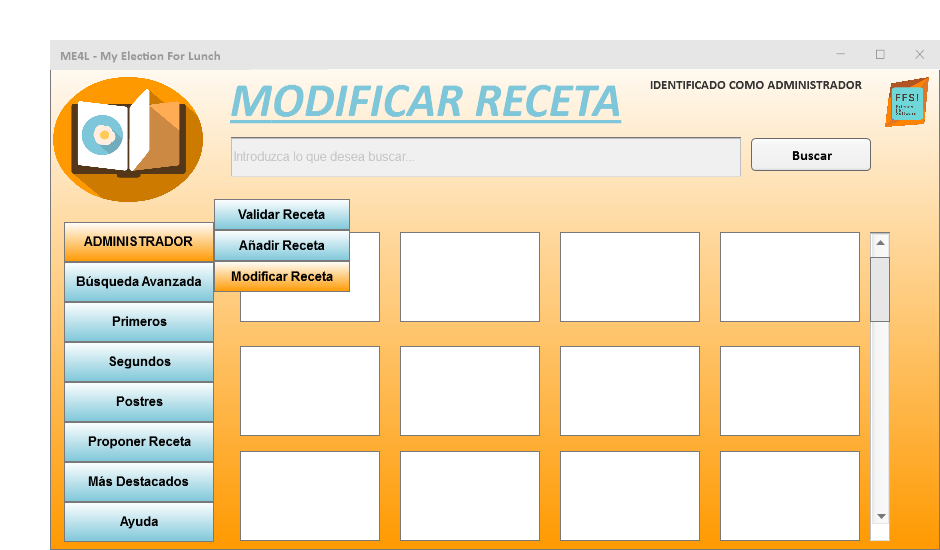 ME4L - My Election For Lunch
MODIFICAR RECETA
IDENTIFICADO COMO ADMINISTRADOR
FFS!
Introduzca lo que desea buscar...
Buscar
Validar Receta
Añadir Receta
Modificar Receta
ADMINISTRADOR
Búsqueda Avanzada
Primeros
Segundos
Postres
Proponer Receta
Más Destacados
Ayuda